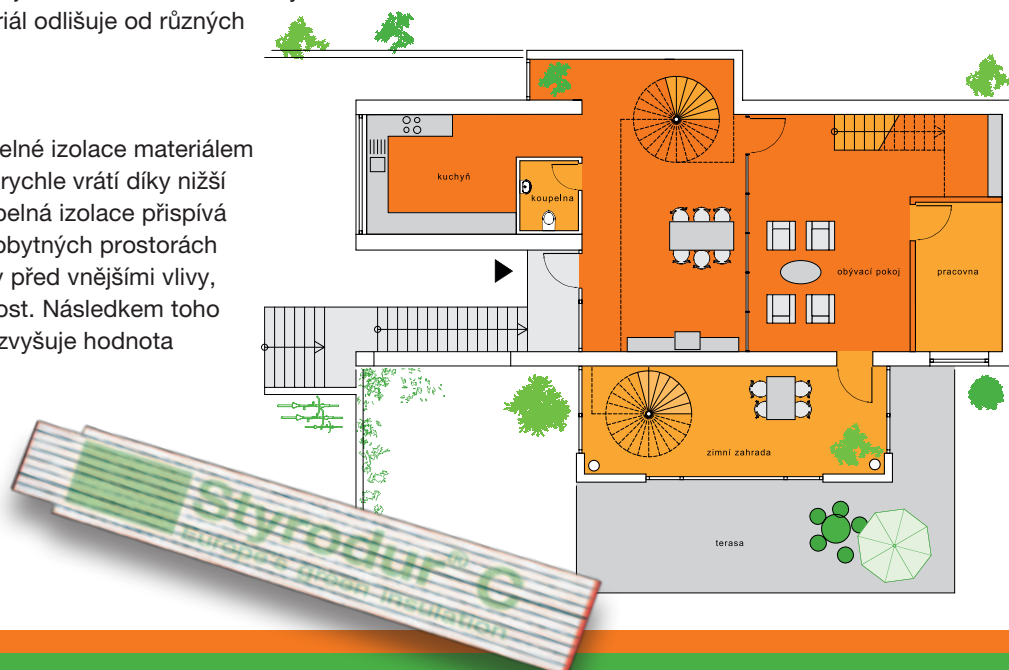 riál odlišuje od různých
elné izolace materiálem
rychle vrátí díky nižší
pelná izolace přispívá
obytných prostorách
y před vnějšími vlivy,
ost. Následkem toho
zvyšuje hodnota
kuchyň
koupelna
obývací pokoj
pracovna
zimní zahrada
terasa
Styrodur® C
Europe's green insulation